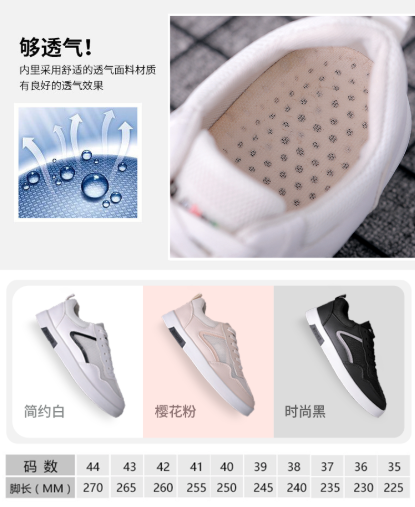 够透气!
内里采用舒适的透气面料材质
有良好的透气效果
简约白 樱花粉 时尚黑
码 数 44 43 42 41 40 39 38 37 36 35
脚长（MM） 270 265 260 255 250 245 240 235 230 225